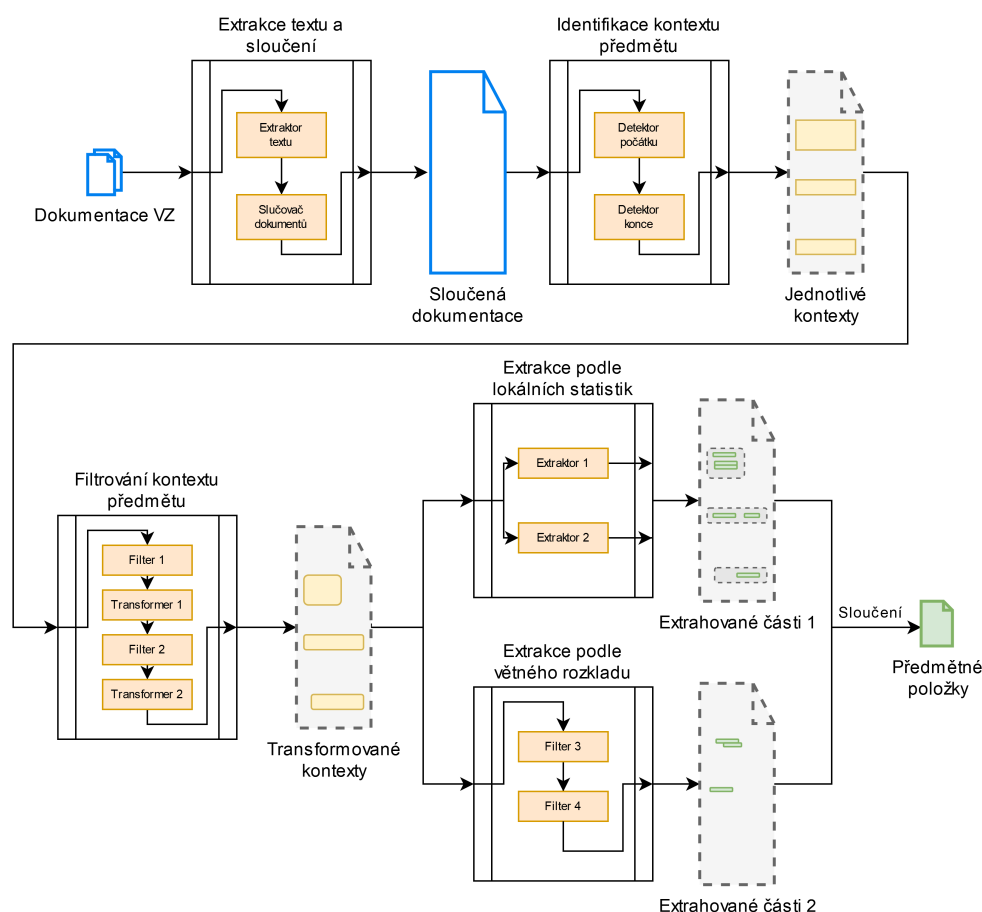 Extrakce textu a
sloučení
Identifikace kontextu
předmětu
Extraktor
textu
Slučovač
dokumentů
Detektor
počátku
Detektor
konce
Dokumentace VZ
Sloučená
dokumentace
Jednotlivé
kontexty
Extrakce podle
lokálních statistik
Extraktor 1
Extraktor 2
Filtrování kontextu
předmětu
Filter 1
Transformer 1
Filter 2
Transformer 2
Transformované
kontexty
Extrahované části 1
Sloučení
Předmětné
položky
Extrakce podle
větného rozkladu
Filter 3
Filter 4
Extrahované části 2